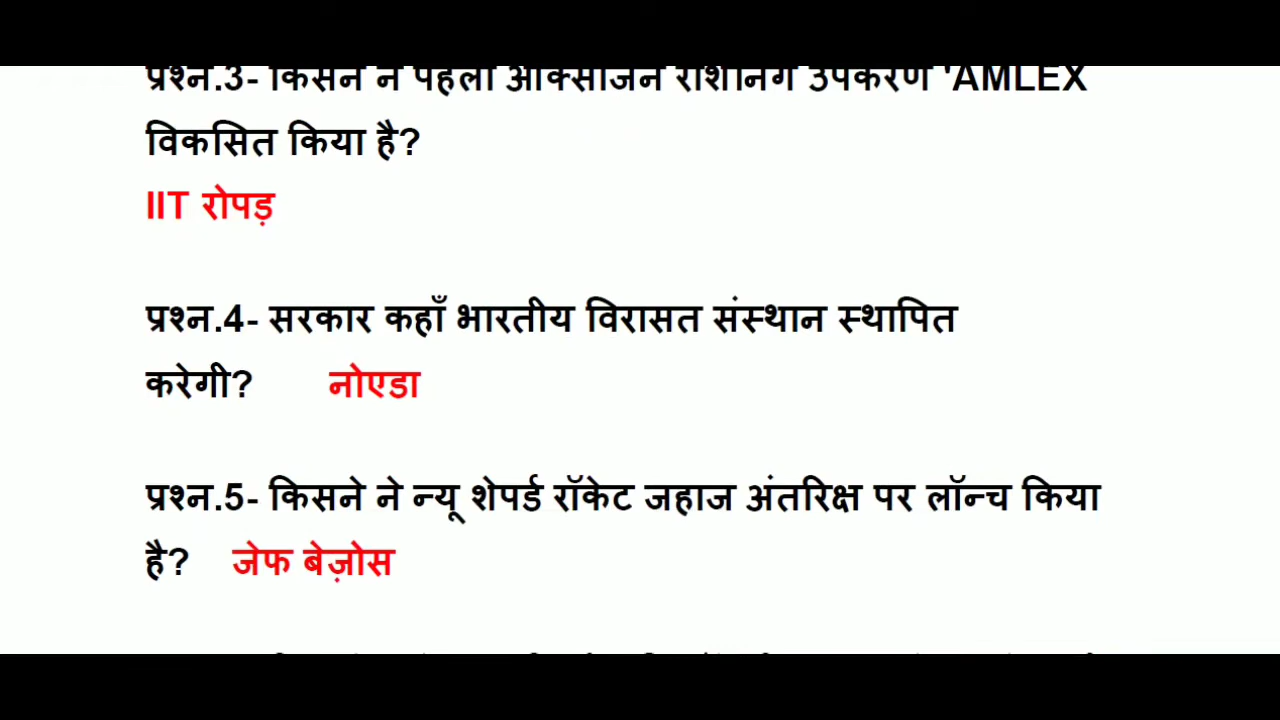 प्रश्न.3- किसने ने पहला ऑक्सीजन राशनिंग उपकरण 'AMLEX
विकसित किया है?
IIT रोपड़
प्रश्न.4- सरकार कहाँ भारतीय विरासत संस्थान स्थापित
करेगी? नोएडा
प्रश्न.5- किसने ने न्यू शेपर्ड रॉकेट जहाज अंतरिक्ष पर लॉन्च किया
है? जेफ बेज़ोस